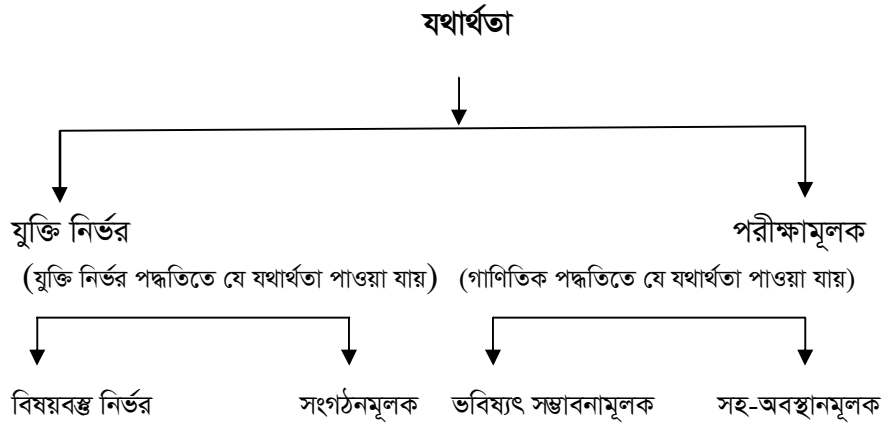 যথার্থতা
যুক্তি নির্ভর পরীক্ষামূলক
(যুক্তি নির্ভর পদ্ধতিতে যে যথার্থতা পাওয়া যায়) (গাণিতিক পদ্ধতিতে যে যথার্থতা পাওয়া যায়)
বিষয়বস্তু নির্ভর সংগঠনমূলক ভবিষ্যৎ সম্ভাবনামূলক সহ-অবস্থানমূলক